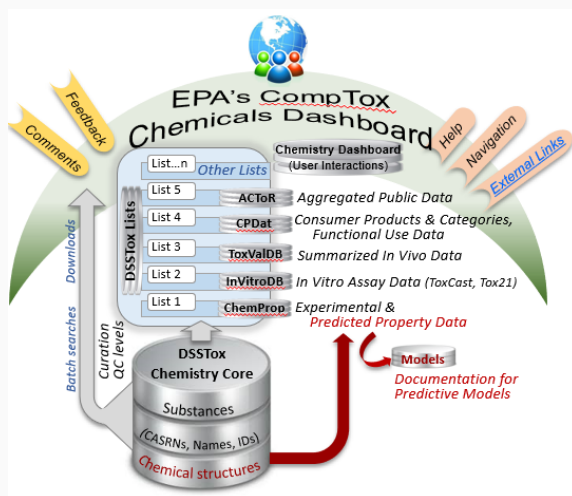 EPA's CompTox
Chemicals Dashboard
Feedback
Comments
Help
Navigation
External Links
List...n
Other Lists
Chemistry Dashboard
(User Interactions)
DSSTox Lists
List 5
ACToR
Aggregated Public Data
List 4
CPDat
Consumer Products & Categories,
Functional Use Data
List 3
ToxValDB
Summarized In Vivo Data
List 2
InVitroDB
In Vitro Assay Data (ToxCast, Tox21)
List 1
ChemProp
Experimental &
Predicted Property Data
Batch searches
Downloads
Curation
QC levels
DSSTox
Chemistry Core
Substances
(CASRNs, Names, IDs)
Chemical structures
Models
Documentation for
Predictive Models